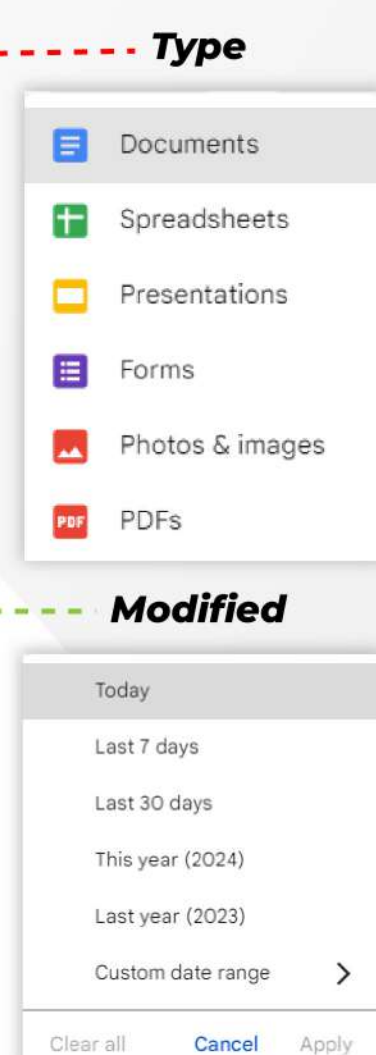 Type
Documents
Spreadsheets
Presentations
Forms
Photos & images
PDF PDFs
Modified
Today
Last 7 days
Last 30 days
This year (2024)
Last year (2023)
Custom date range
Clear all Cancel Apply